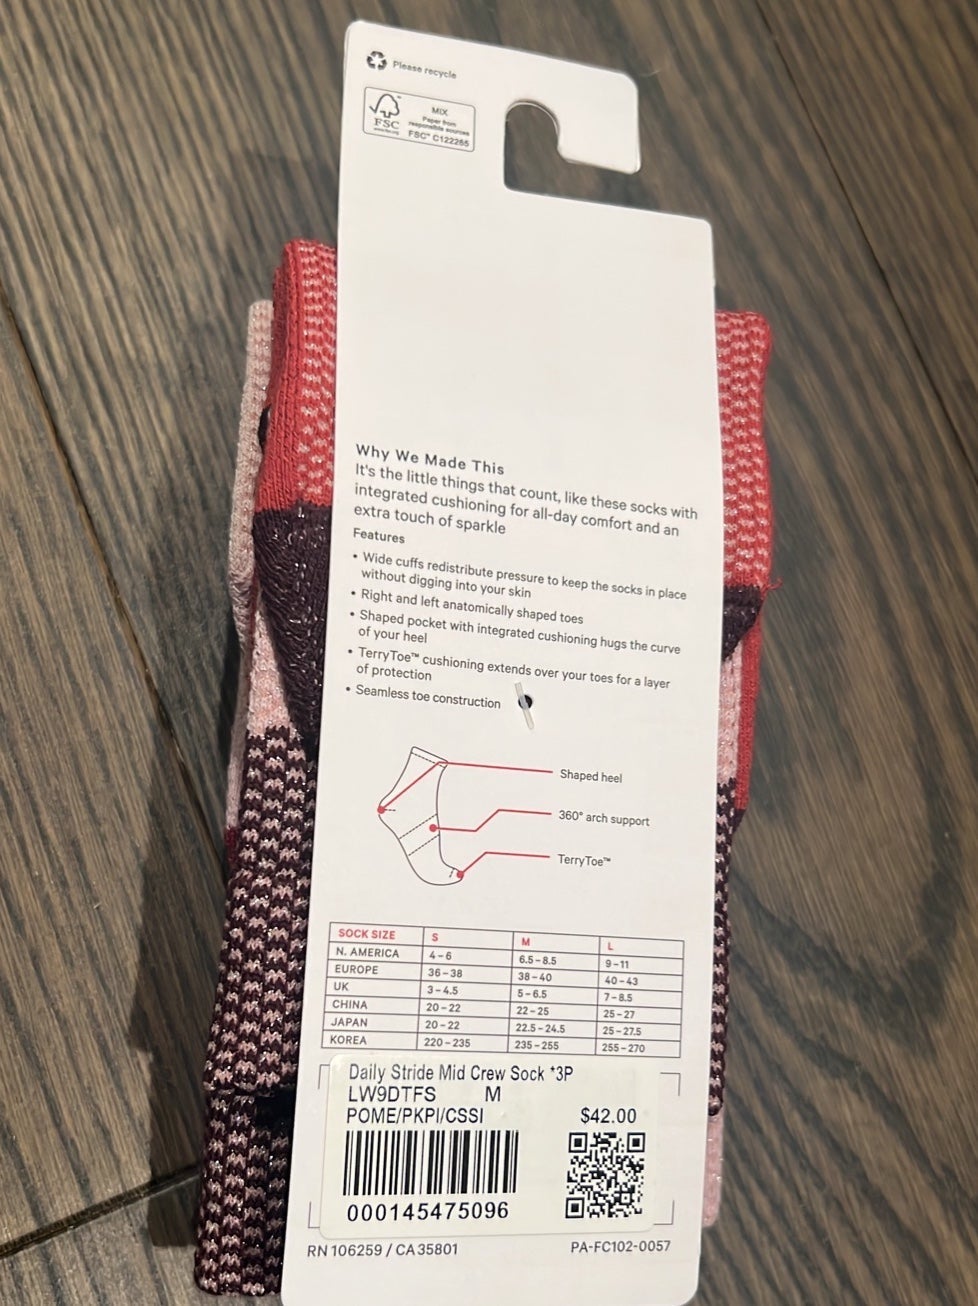 Please recycle
FSC
www.fsc.org
MIX
Paper from
responsible sources
FSC® C122265
Why We Made This
It's the little things that count, like these socks with
integrated cushioning for all-day comfort and an
extra touch of sparkle
Features
• Wide cuffs redistribute pressure to keep the socks in place
without digging into your skin
• Right and left anatomically shaped toes
• Shaped pocket with integrated cushioning hugs the curve
of your heel
• TerryToe™ cushioning extends over your toes for a layer
of protection
• Seamless toe construction
Shaped heel
360° arch support
TerryToe™
SOCK SIZE S M L
N. AMERICA 4-6 6.5-8.5 9-11
EUROPE 36-38 38-40 40-43
UK 3-4.5 5-6.5 7-8.5
CHINA 20-22 22-25 25-27
JAPAN 20-22 22.5-24.5 25-27.5
KOREA 220-235 235-255 255-270
Daily Stride Mid Crew Sock *3P
LW9DTFS M
POME/PKPI/CSSI $42.00
000145475096
RN 106259 / CA 35801 PA-FC102-0057